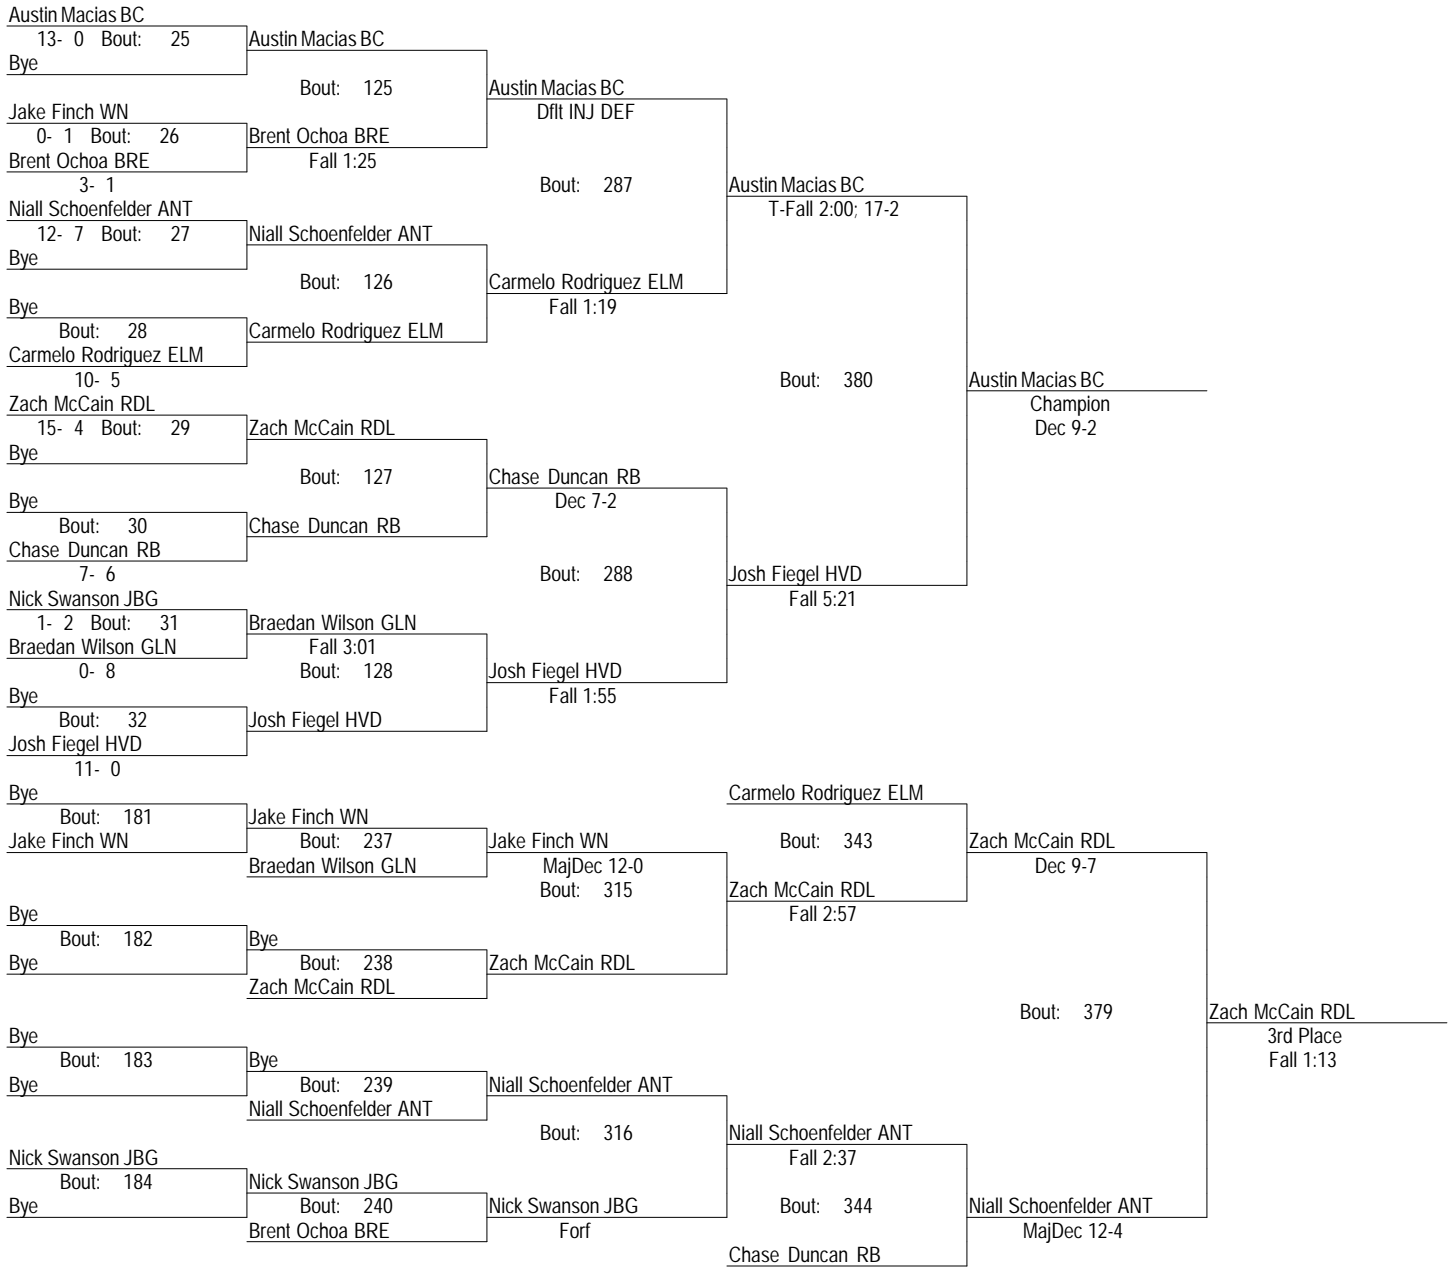 Austin Macias BC
13- 0 Bout: 25
Bye
Austin Macias BC
Bout: 125
Jake Finch WN
0- 1 Bout: 26
Brent Ochoa BRE
3- 1
Brent Ochoa BRE
Fall 1:25
Austin Macias BC
Dflt INJ DEF
Bout: 287
Niall Schoenfelder ANT
12- 7 Bout: 27
Bye
Niall Schoenfelder ANT
Bout: 126
Bye
Bout: 28
Carmelo Rodriguez ELM
10- 5
Carmelo Rodriguez ELM
Carmelo Rodriguez ELM
Fall 1:19
Austin Macias BC
T-Fall 2:00; 17-2
Bout: 380
Zach McCain RDL
15- 4 Bout: 29
Bye
Zach McCain RDL
Bout: 127
Bye
Bout: 30
Chase Duncan RB
7- 6
Chase Duncan RB
Chase Duncan RB
Dec 7-2
Bout: 288
Nick Swanson JBG
1- 2 Bout: 31
Braedan Wilson GLN
0- 8
Braedan Wilson GLN
Fall 3:01
Bout: 128
Bye
Bout: 32
Josh Fiegel HVD
11- 0
Josh Fiegel HVD
Josh Fiegel HVD
Fall 1:55
Josh Fiegel HVD
Fall 5:21
Austin Macias BC
Champion
Dec 9-2
Bye
Bout: 181
Jake Finch WN
Jake Finch WN
Bout: 237
Braedan Wilson GLN
Jake Finch WN
MajDec 12-0
Bout: 315
Bye
Bout: 182
Bye
Bye
Bout: 238
Zach McCain RDL
Zach McCain RDL
Carmelo Rodriguez ELM
Bout: 343
Zach McCain RDL
Fall 2:57
Zach McCain RDL
Dec 9-7
Bout: 379
Bye
Bout: 183
Bye
Bye
Bout: 239
Niall Schoenfelder ANT
Niall Schoenfelder ANT
Bout: 316
Nick Swanson JBG
Bout: 184
Bye
Nick Swanson JBG
Bout: 240
Brent Ochoa BRE
Nick Swanson JBG
Forf
Niall Schoenfelder ANT
Fall 2:37
Bout: 344
Chase Duncan RB
Niall Schoenfelder ANT
MajDec 12-4
Zach McCain RDL
3rd Place
Fall 1:13